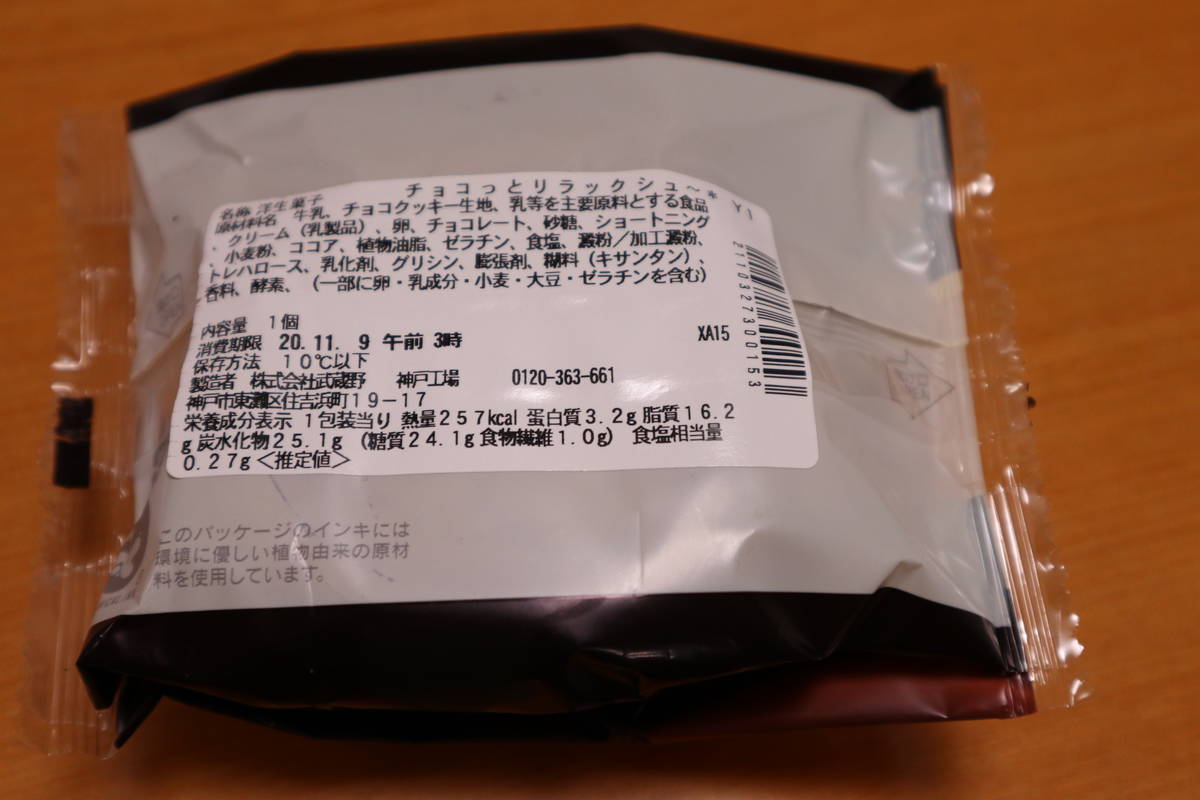 チョコっとリラックシュ～* Y1
名称 洋生菓子
原材料名 牛乳、チョコクッキー生地、乳等を主要原料とする食品
、クリーム(乳製品)、卵、チョコレート、砂糖、ショートニング
、小麦粉、ココア、植物油脂、ゼラチン、食塩、澱粉/加工澱粉、
トレハロース、乳化剤、グリシン、膨張剤、糊料(キサンタン)、
香料、酵素、(一部に卵・乳成分・小麦・大豆・ゼラチンを含む)
内容量 1個
消費期限 20.11. 9 午前 3時
XA15
保存方法 10℃以下
製造者 株式会社武蔵野 神戸工場 0120-363-661
神戸市東灘区住吉浜町19-17
栄養成分表示 1包装当り 熱量257kcal 蛋白質3.2g 脂質16.2
g 炭水化物25.1g (糖質24.1g 食物繊維1.0g) 食塩相当量
0.27g<推定値>
2110327300153
このパッケージのインキには
環境に優しい植物由来の原材
料を使用しています。